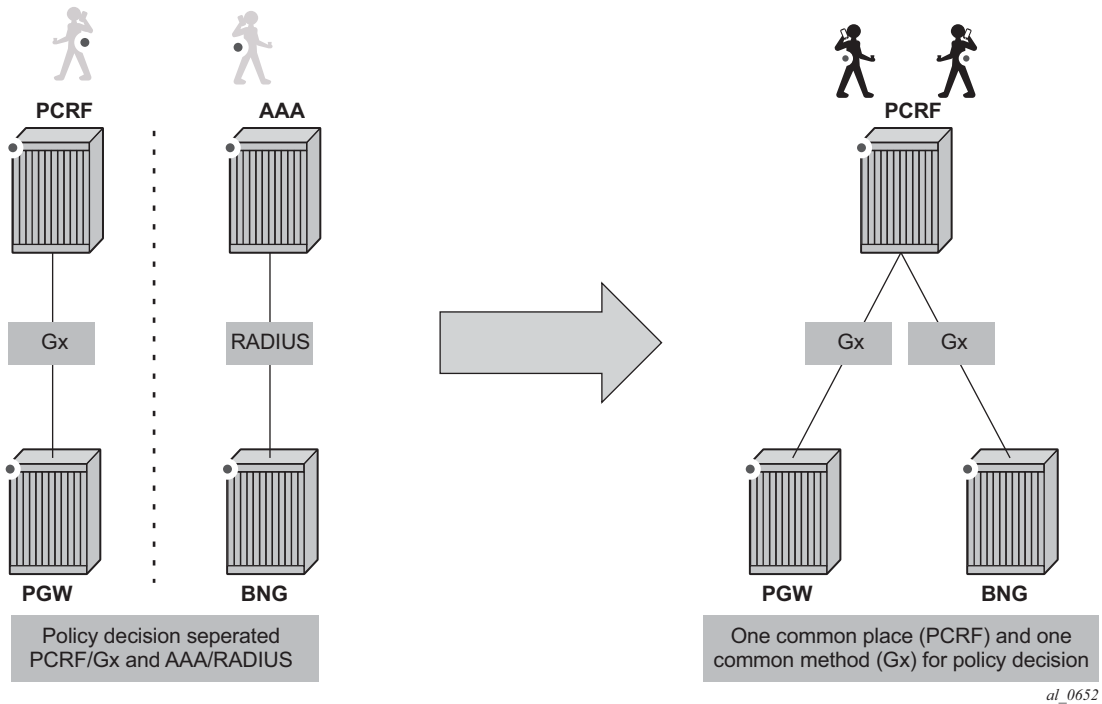 PCRF
AAA
PCRF
Gx
RADIUS
Gx
Gx
PGW
BNG
PGW
BNG
Policy decision seperated
PCRF/Gx and AAA/RADIUS
One common place (PCRF) and one
common method (Gx) for policy decision
al_0652